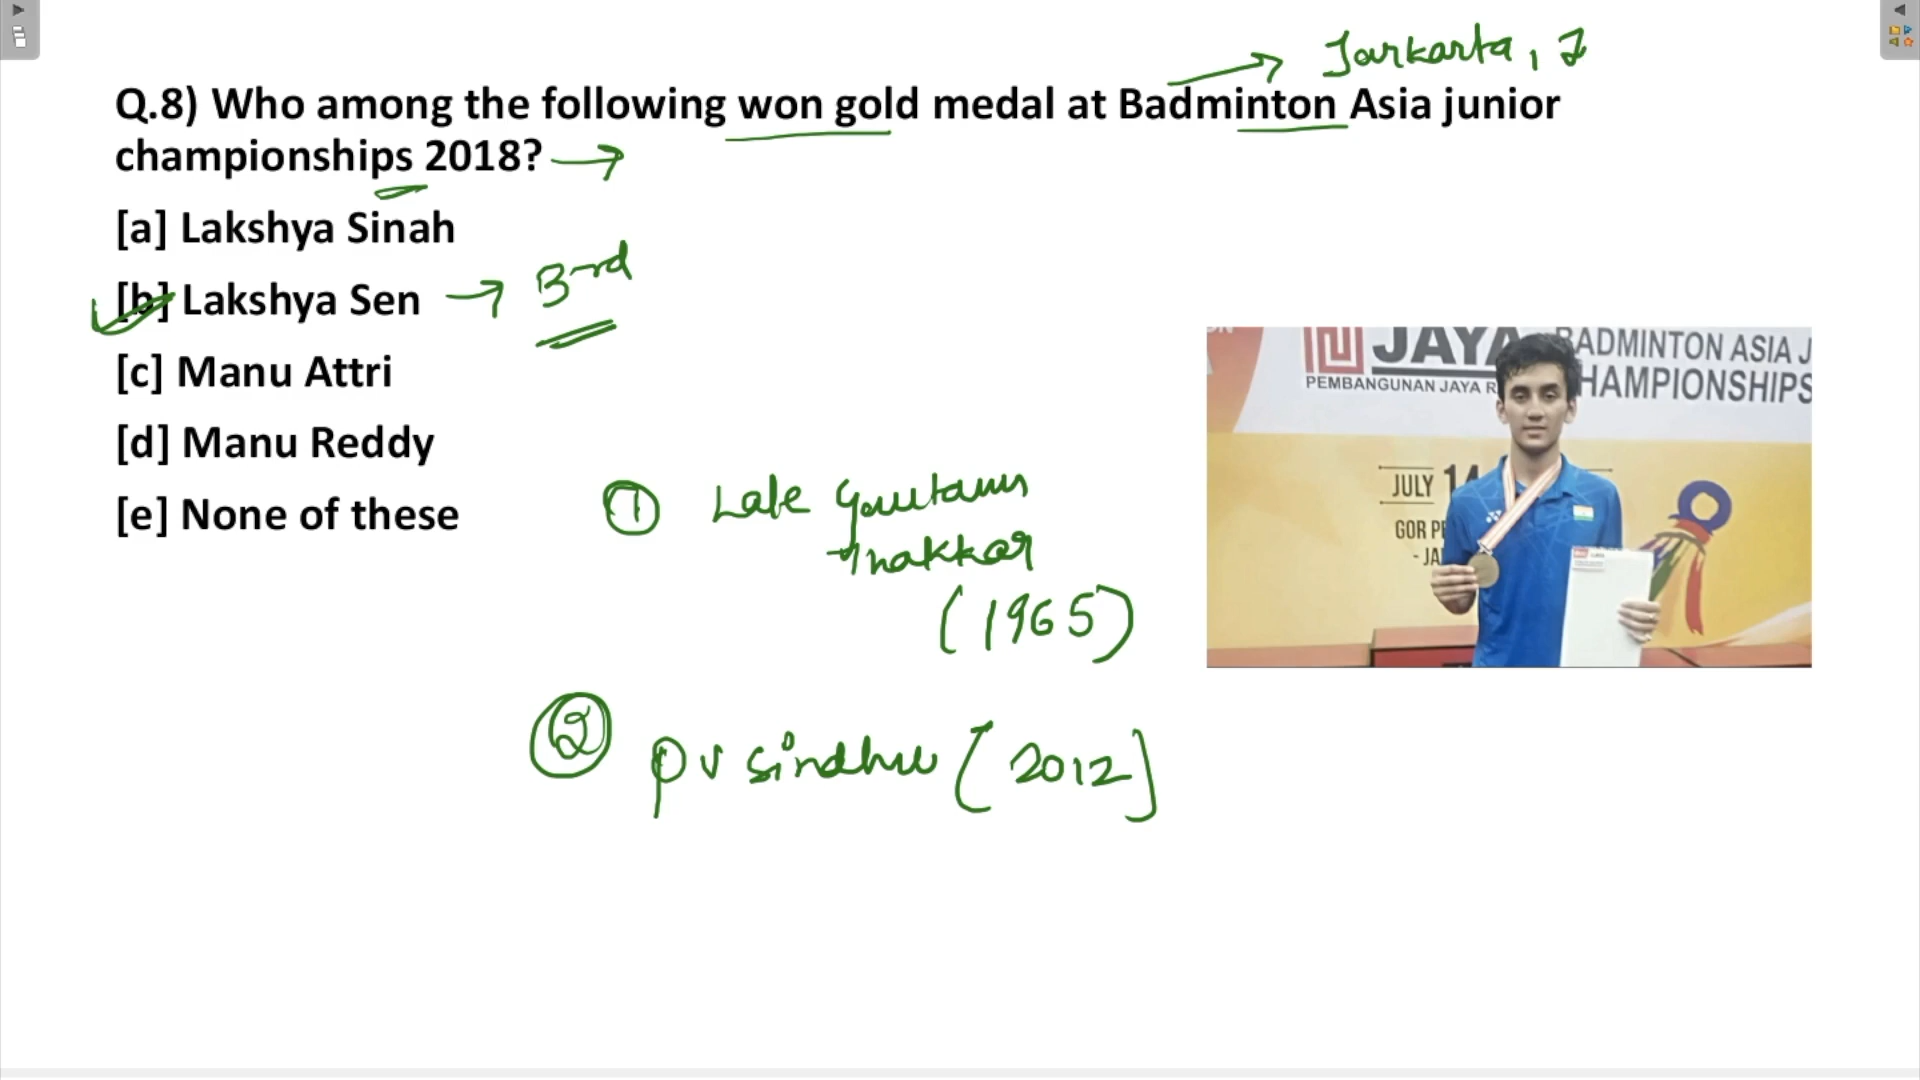 Jarkarta, I
Q.8) Who among the following won gold medal at Badminton Asia junior
championships 2018?
[a] Lakshya Sinah
[b] Lakshya Sen → 3rd
[c] Manu Attri
[d] Manu Reddy
[e] None of these
① Late Gautam
Thakkar
(1965)
② PV Sindhu [2012]
JAYA
PEMBANGUNAN JAYA R
BADMINTON ASIA J
HAMPIONSHIPS
JULY 14
GOR P
- JA